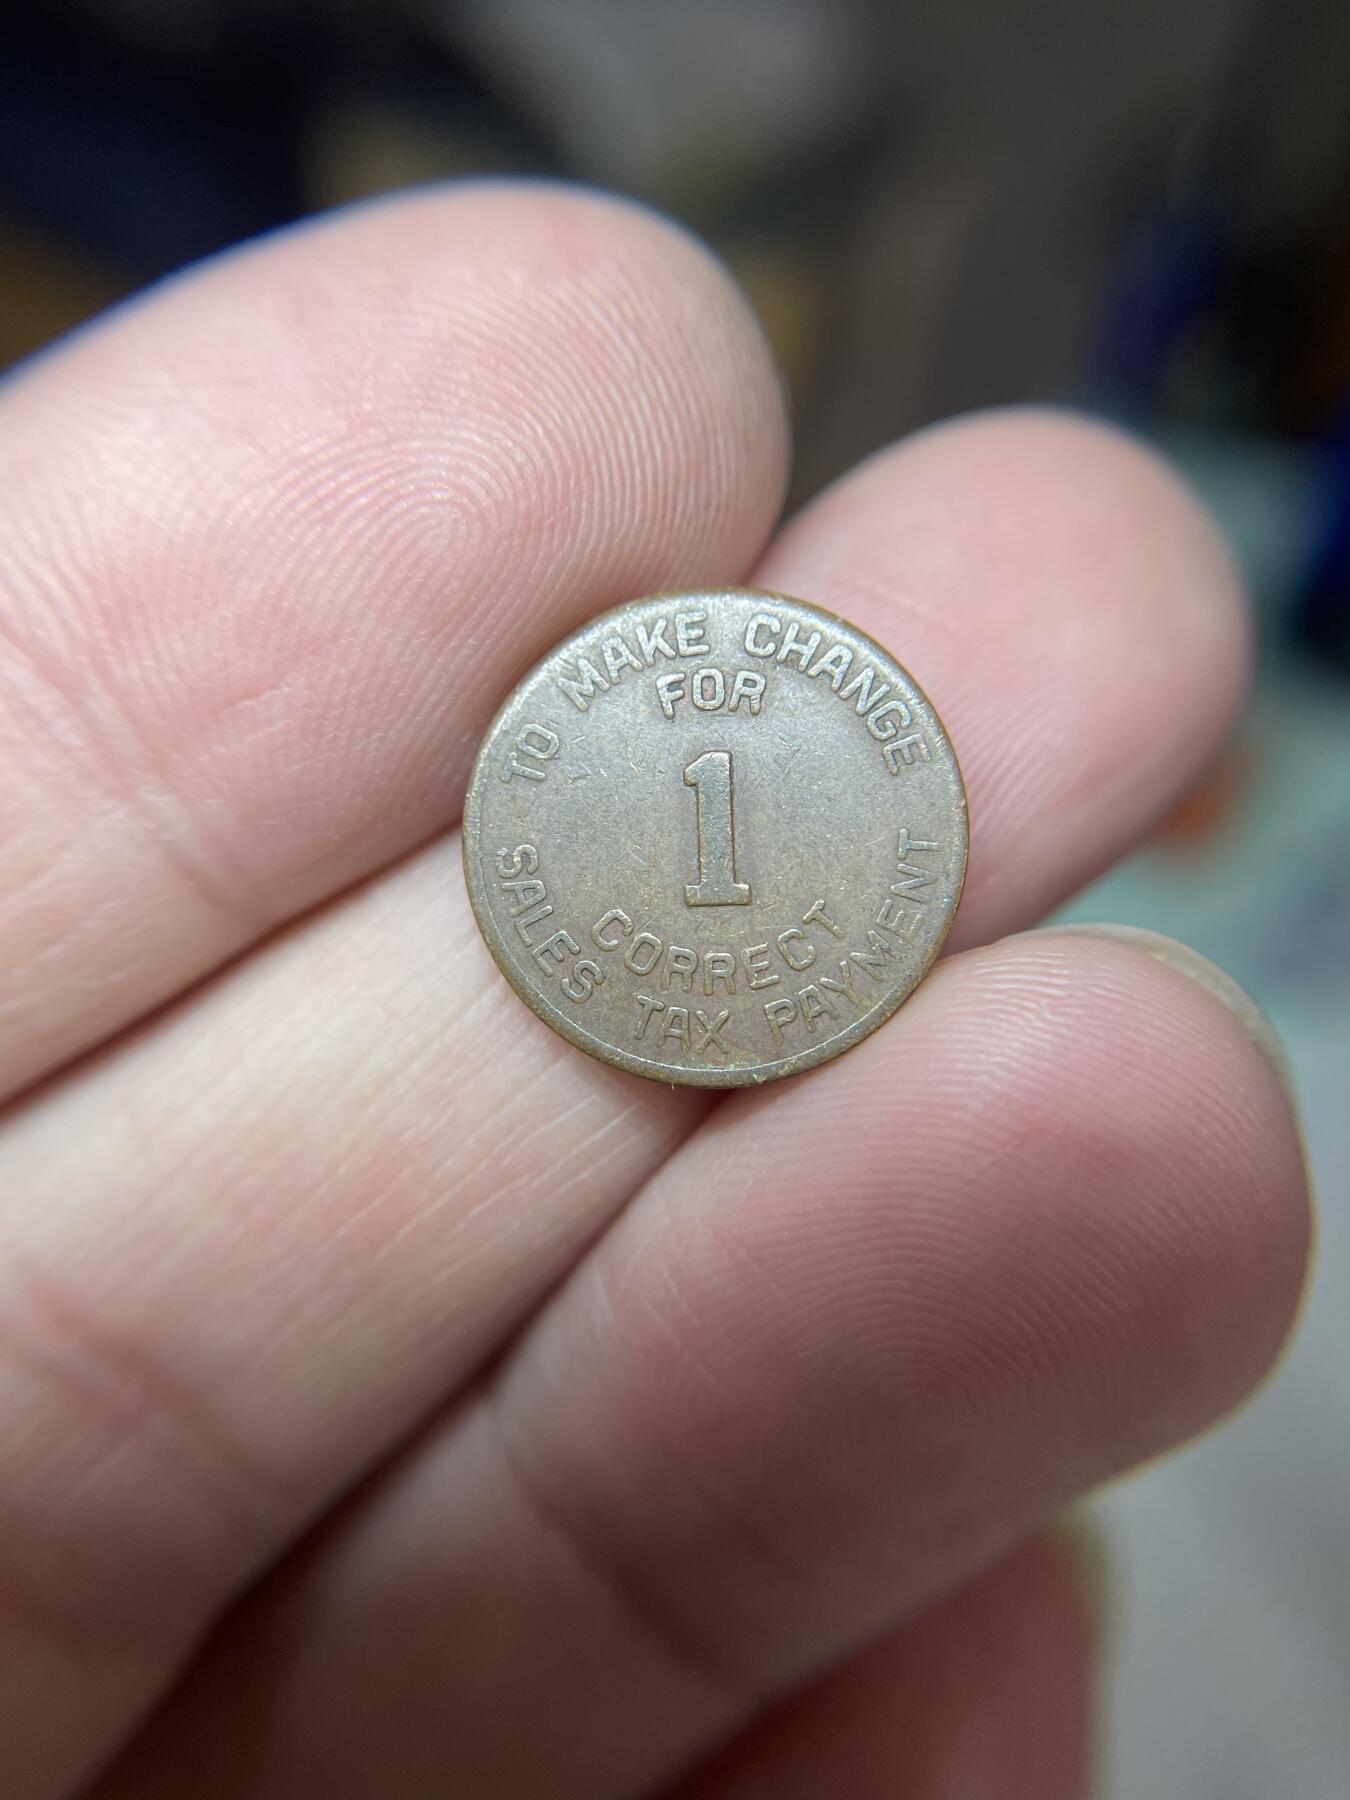 TO MAKE CHANGE
FOR
1
CORRECT
SALES TAX PAYMENT